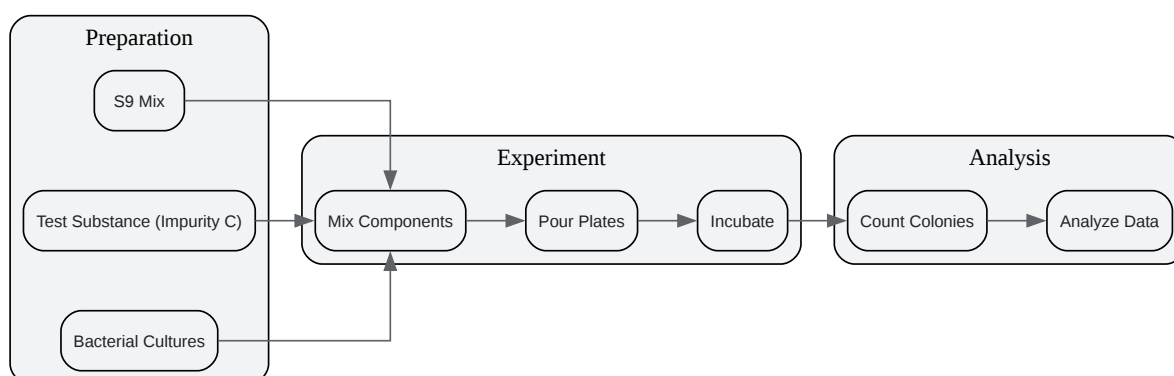 Preparation
S9 Mix
Test Substance (Impurity C)
Bacterial Cultures
Experiment
Mix Components
Pour Plates
Incubate
Analysis
Count Colonies
Analyze Data